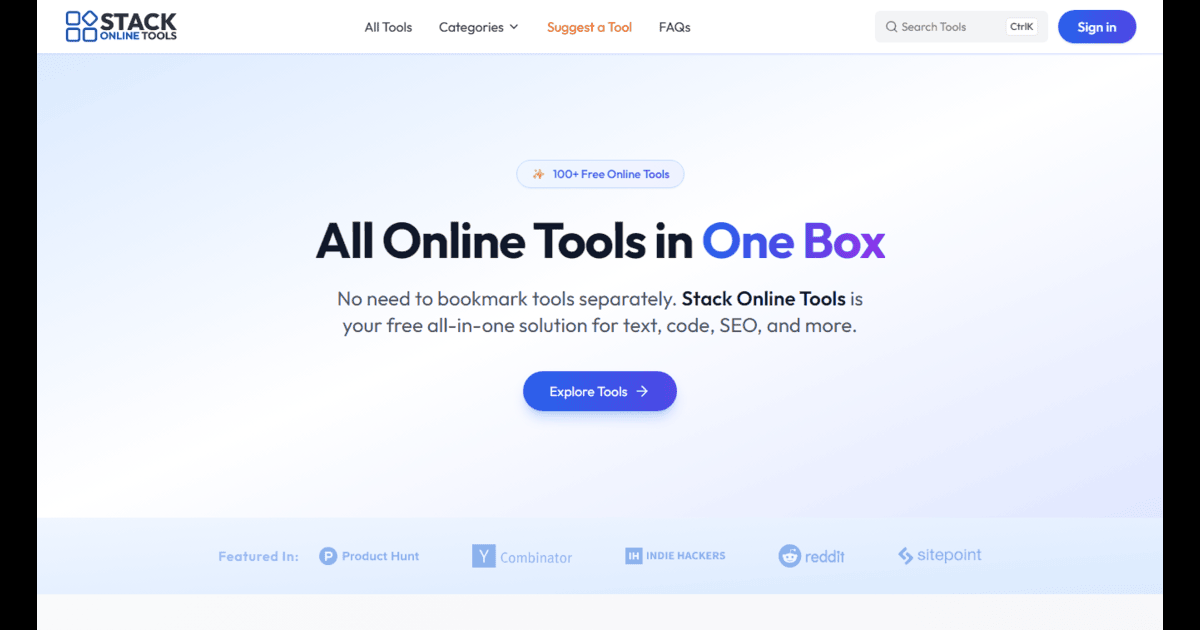 STACK
ONLINE TOOLS
All Tools
Categories
Suggest a Tool
FAQs
Search Tools
CtrlK
Sign in
100+ Free Online Tools
All Online Tools in One Box
No need to bookmark tools separately. Stack Online Tools is
your free all-in-one solution for text, code, SEO, and more.
Explore Tools
Featured In:
P Product Hunt
Y Combinator
IH INDIE HACKERS
reddit
sitepoint